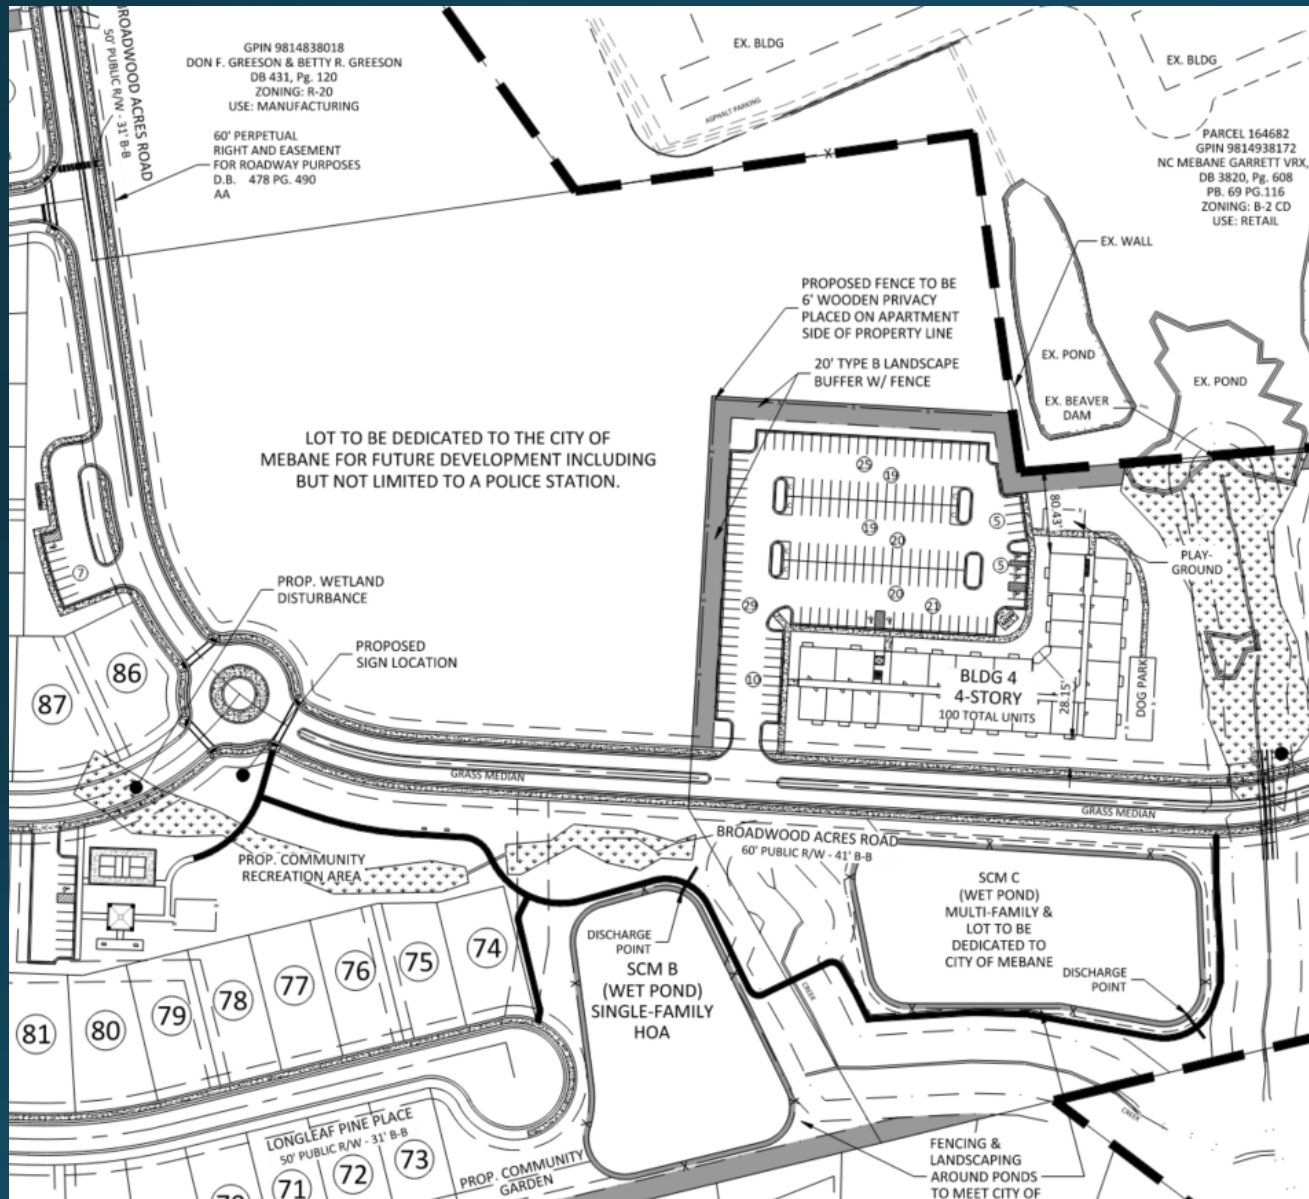 BROADWOOD ACRES ROAD
50' PUBLIC R/W - 31' B-B
GPIN 9814838018
DON F. GREESON & BETTY R. GREESON
DB 431, Pg. 120
ZONING: R-20
USE: MANUFACTURING
60' PERPETUAL
RIGHT AND EASEMENT
FOR ROADWAY PURPOSES
D.B. 478 PG. 490
AA
EX. BLDG
EX. BLDG
ASPHALT PARKING
PARCEL 164682
GPIN 9814938172
NC MEBANE GARRETT VRX,
DB 3820, Pg. 608
PB. 69 PG.116
ZONING: B-2 CD
USE: RETAIL
EX. WALL
PROPOSED FENCE TO BE
6' WOODEN PRIVACY
PLACED ON APARTMENT
SIDE OF PROPERTY LINE
20' TYPE B LANDSCAPE
BUFFER W/ FENCE
EX. POND
EX. POND
EX. BEAVER
DAM
LOT TO BE DEDICATED TO THE CITY OF
MEBANE FOR FUTURE DEVELOPMENT INCLUDING
BUT NOT LIMITED TO A POLICE STATION.
25
19
19
20
5
5
20
21
29
10
80.43'
PLAY-
GROUND
7
PROP. WETLAND
DISTURBANCE
PROPOSED
SIGN LOCATION
86
87
BLDG 4
4-STORY
100 TOTAL UNITS
28.15'
DOG PARK
GRASS MEDIAN
GRASS MEDIAN
BROADWOOD ACRES ROAD
60' PUBLIC R/W - 41' B-B
PROP. COMMUNITY
RECREATION AREA
SCM C
(WET POND)
MULTI-FAMILY &
LOT TO BE
DEDICATED TO
CITY OF MEBANE
DISCHARGE
POINT
DISCHARGE
POINT
SCM B
(WET POND)
SINGLE-FAMILY
HOA
CREEK
CREEK
74
75
76
77
78
79
80
81
LONGLEAF PINE PLACE
50' PUBLIC R/W - 31' B-B
73
72
71
70
PROP. COMMUNITY
GARDEN
FENCING &
LANDSCAPING
AROUND PONDS
TO MEET CITY OF